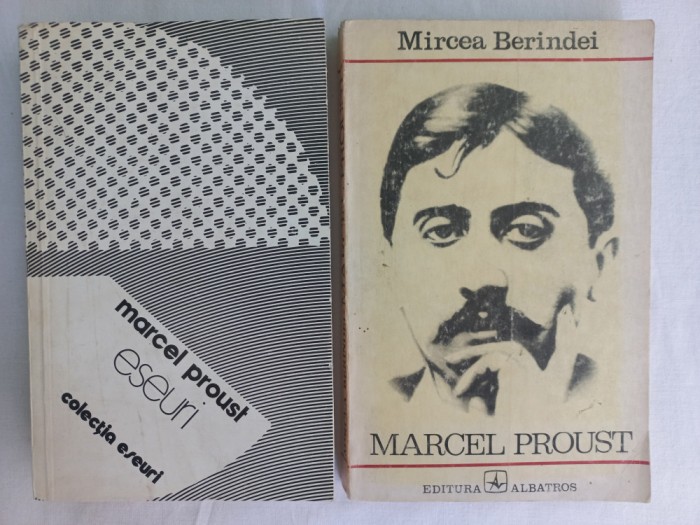 marcel proust
eseuri
colecția eseuri
Mircea Berindei
MARCEL PROUST
EDITURA ALBATROS